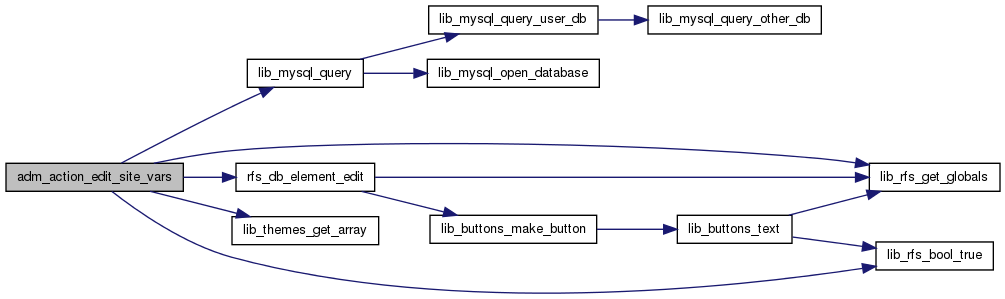 lib_mysql_query_user_db
lib_mysql_query_other_db
lib_mysql_query
lib_mysql_open_database
adm_action_edit_site_vars
rfs_db_element_edit
lib_rfs_get_globals
lib_themes_get_array
lib_buttons_make_button
lib_buttons_text
lib_rfs_bool_true